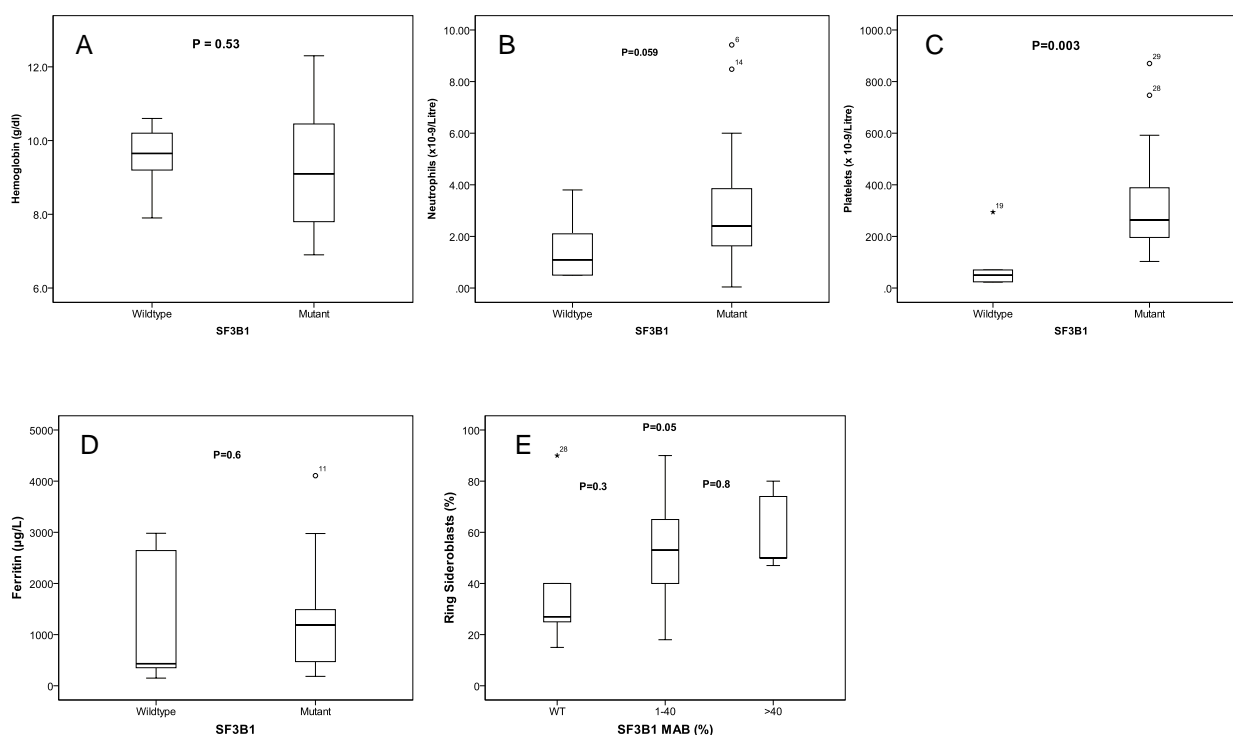 A
P = 0.53
Hemoglobin (g/dl)
12.0
10.0
8.0
6.0
Wildtype Mutant
SF3B1
B
P=0.059
Neutrophils (x10-9/Litre)
10.00
8.00
6.00
4.00
2.00
.00
6
14
Wildtype Mutant
SF3B1
C
P=0.003
Platelets (x 10-9/Litre)
1000.0
800.0
600.0
400.0
200.0
.0
19
29
28
Wildtype Mutant
SF3B1
D
P=0.6
Ferritin (µg/L)
5000
4000
3000
2000
1000
0
11
Wildtype Mutant
SF3B1
E
P=0.05
P=0.3
P=0.8
Ring Sideroblasts (%)
100
80
60
40
20
0
28
WT 1-40 >40
SF3B1 MAB (%)